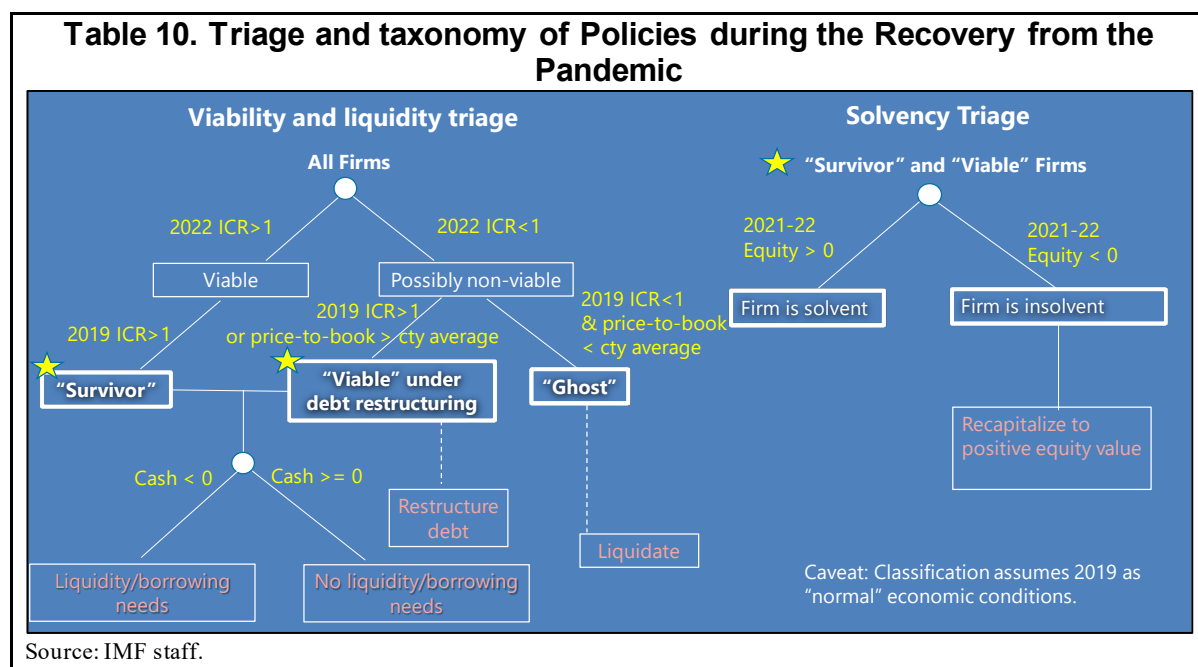 Table 10. Triage and taxonomy of Policies during the Recovery from the
Pandemic
Viability and liquidity triage
All Firms
2022 ICR>1
2022 ICR<1
Viable
Possibly non-viable
2019 ICR>1
2019 ICR>1
or price-to-book > cty average
2019 ICR<1
& price-to-book
< cty average
“Survivor”
“Viable” under
debt restructuring
“Ghost”
Cash < 0
Cash >= 0
Restructure
debt
Liquidate
Liquidity/borrowing
needs
No liquidity/borrowing
needs
Solvency Triage
“Survivor” and “Viable” Firms
2021-22
Equity > 0
2021-22
Equity < 0
Firm is solvent
Firm is insolvent
Recapitalize to
positive equity value
Caveat: Classification assumes 2019 as
“normal” economic conditions.
Source: IMF staff.